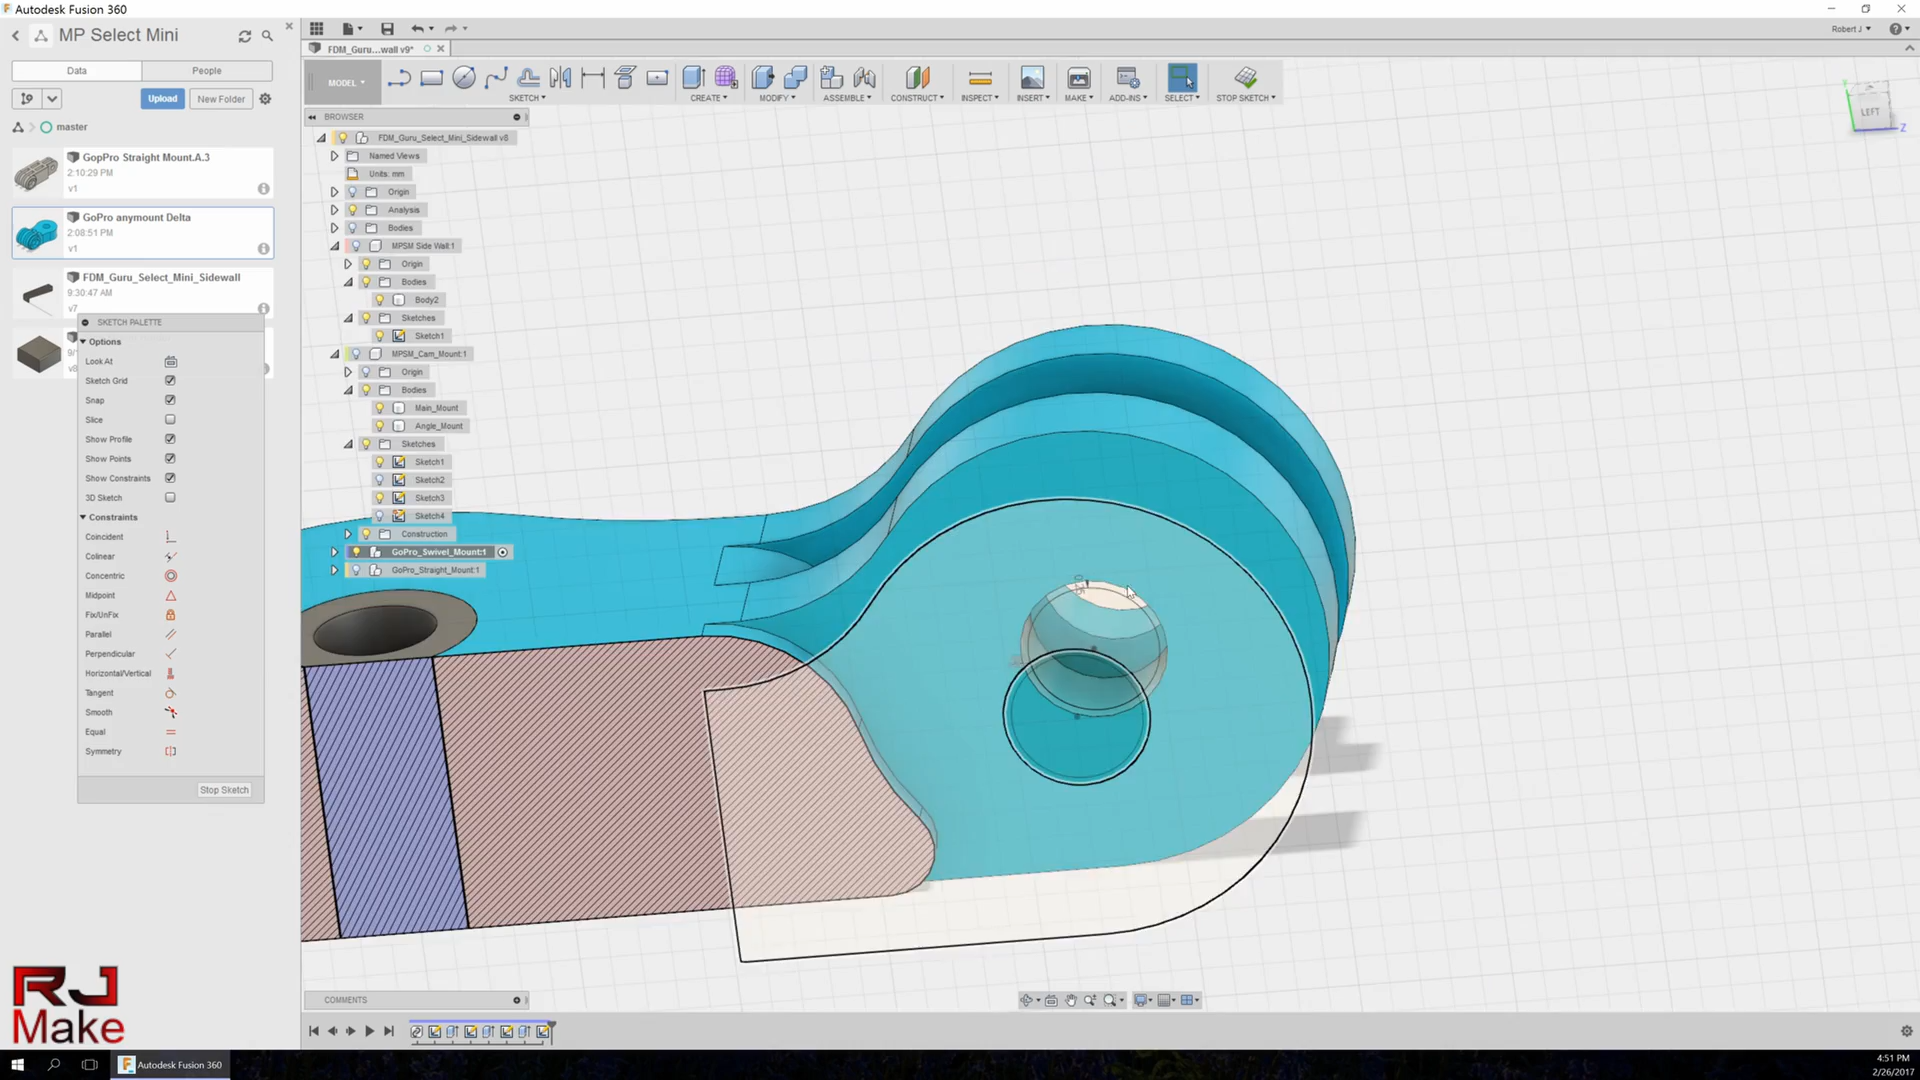 Autodesk Fusion 360
MP Select Mini
Robert J
?
Data
People
FDM_Guru...wall v9*
Upload
New Folder
MODEL
SKETCH
CREATE
MODIFY
ASSEMBLE
CONSTRUCT
INSPECT
INSERT
MAKE
ADD-INS
SELECT
STOP SKETCH
master
BROWSER
LEFT
Z
GopPro Straight Mount.A.3
2:10:29 PM
v1
GoPro anymount Delta
2:08:51 PM
v1
FDM_Guru_Select_Mini_Sidewall
9:30:47 AM
v7
FDM_Guru_Select_Mini_Sidewall v8
Named Views
Units: mm
Origin
Analysis
Bodies
MPSM Side Wall:1
Origin
Bodies
Body2
Sketches
Sketch1
MPSM_Cam_Mount:1
Origin
Bodies
Main_Mount
Angle_Mount
Sketches
Sketch1
Sketch2
Sketch3
Sketch4
Construction
GoPro_Swivel_Mount:1
GoPro_Straight_Mount:1
SKETCH PALETTE
Options
Look At
Sketch Grid
Snap
Slice
Show Profile
Show Points
Show Constraints
3D Sketch
Constraints
Coincident
Colinear
Concentric
Midpoint
Fix/UnFix
Parallel
Perpendicular
Horizontal/Vertical
Tangent
Smooth
Equal
Symmetry
Stop Sketch
RJ
Make
COMMENTS
Autodesk Fusion 360
4:51 PM
2/26/2017